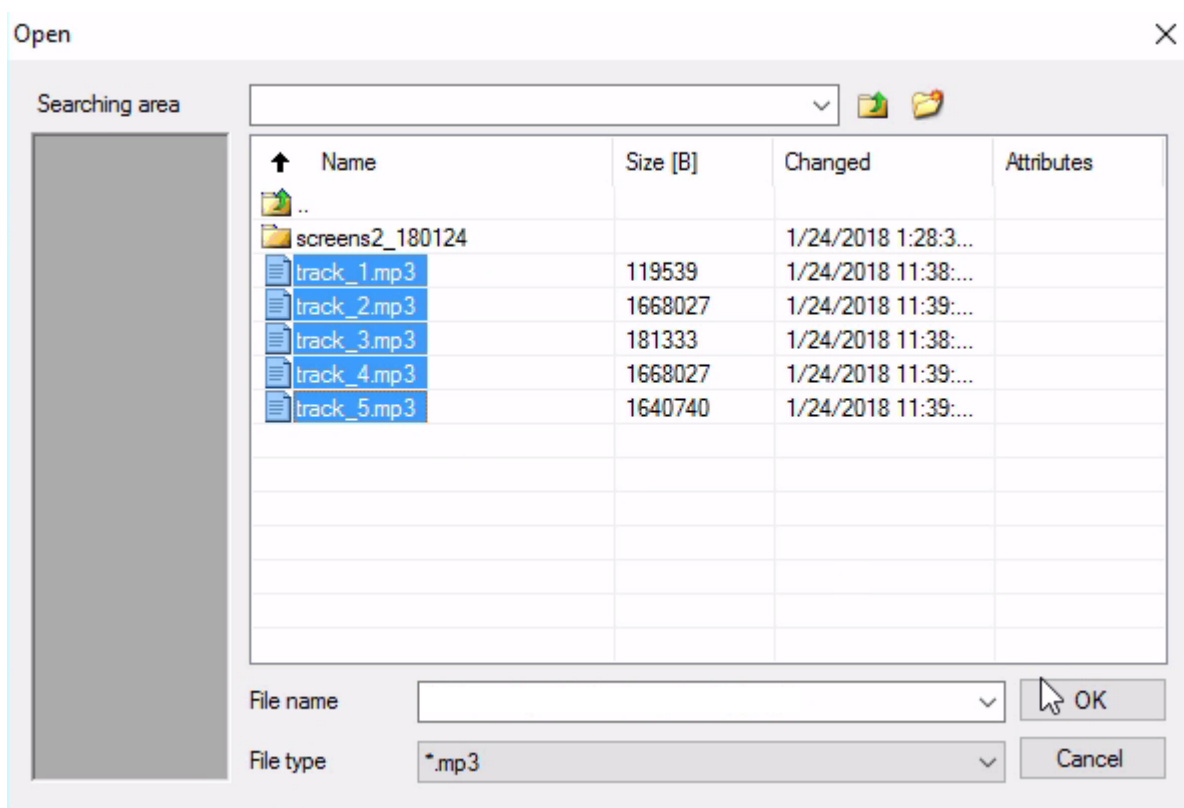 Open
Searching area
Name Size [B] Changed Attributes
..
screens2_180124 1/24/2018 1:28:3...
track_1.mp3 119539 1/24/2018 11:38:...
track_2.mp3 1668027 1/24/2018 11:39:...
track_3.mp3 181333 1/24/2018 11:38:...
track_4.mp3 1668027 1/24/2018 11:39:...
track_5.mp3 1640740 1/24/2018 11:39:...
File name OK
File type *.mp3 Cancel